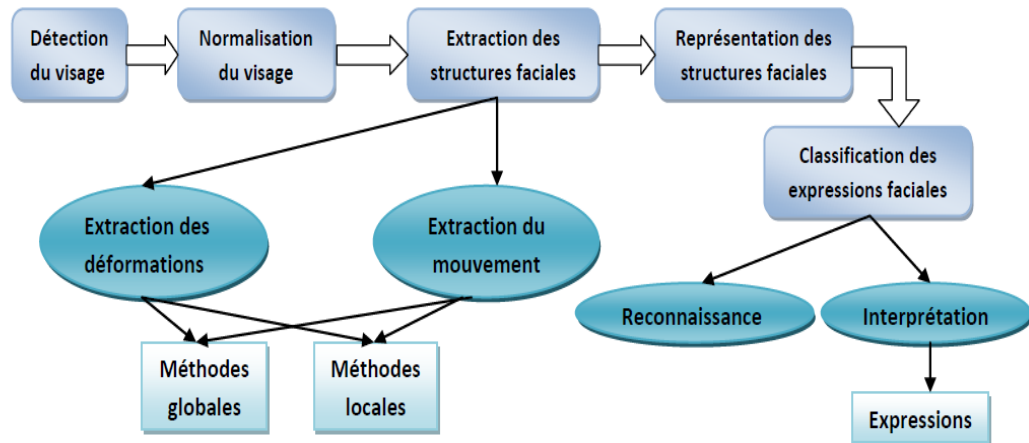 Détection
du visage
Normalisation
du visage
Extraction des
structures faciales
Représentation des
structures faciales
Classification des
expressions faciales
Extraction des
déformations
Extraction du
mouvement
Reconnaissance
Interprétation
Méthodes
globales
Méthodes
locales
Expressions